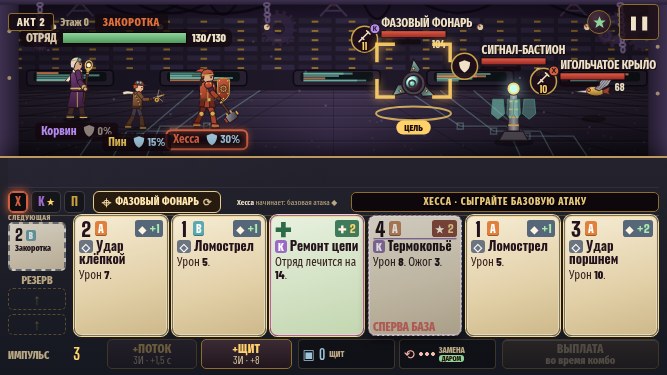 АКТ 2 Этаж 0 ЗАКОРОТКА
ОТРЯД 130/130
К ФАЗОВЫЙ ФОНАРЬ
11 104
СИГНАЛ-БАСТИОН
К ИГОЛЬЧАТОЕ КРЫЛО
10 68
ЦЕЛЬ
Корвин 0%
Пин 15%
Хесса 30%
Х К★ П
ФАЗОВЫЙ ФОНАРЬ ⟳
Хесса начинает: базовая атака ◆
ХЕССА · СЫГРАЙТЕ БАЗОВУЮ АТАКУ
СЛЕДУЮЩАЯ
2 В
Закоротка
РЕЗЕРВ
↑
↑
2 А ◆ +1
Удар клёпкой
Урон 7.
1 В ◆ +1
Ломострел
Урон 5.
✚ 2
К Ремонт цепи
Отряд лечится на 14.
4 А ★ 2
К Термокопьё
Урон 8. Ожог 3.
СПЕРВА БАЗА
1 А ◆ +1
Ломострел
Урон 5.
3 А ◆ +2
Удар поршнем
Урон 10.
ИМПУЛЬС 3
+ПОТОК
3И · +1,5 с
+ЩИТ
3И · +8
0 ЩИТ
ЗАМЕНА
ДАРОМ
ВЫПЛАТА
во время комбо